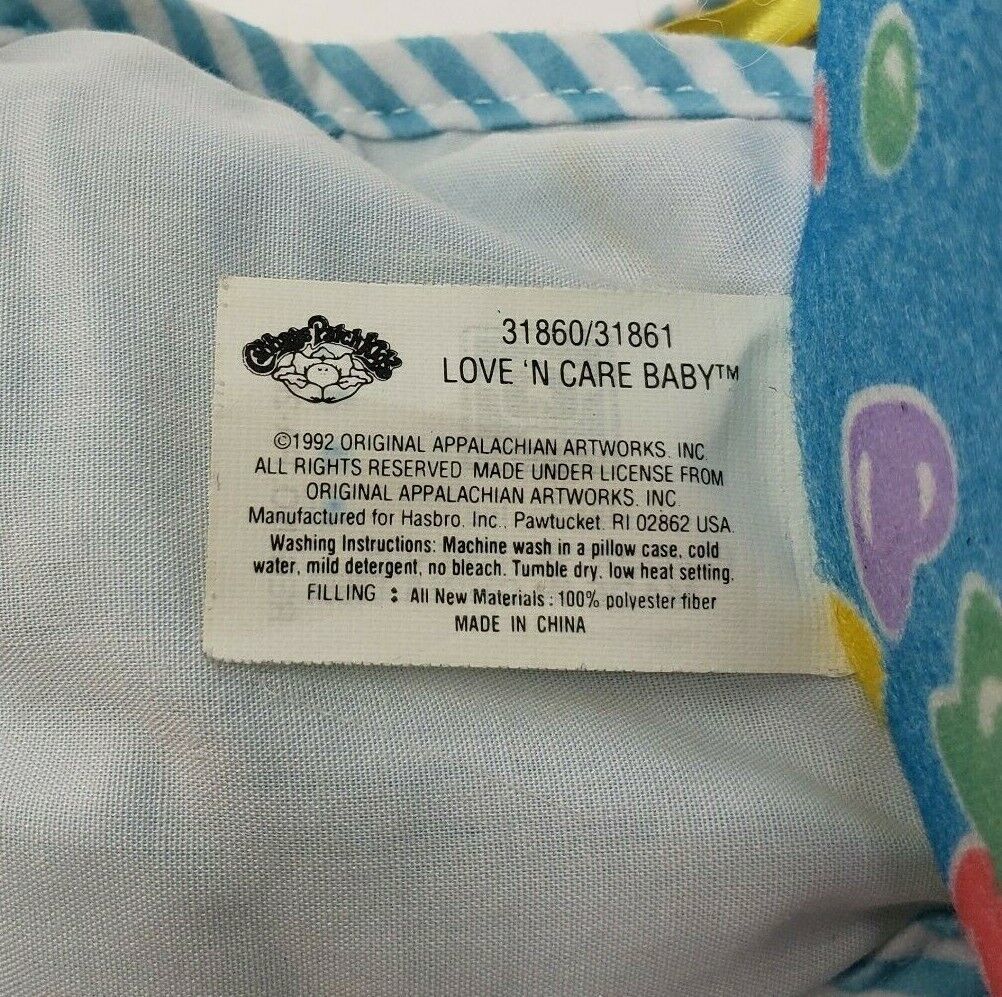 Cabbage Patch Kids
31860/31861
LOVE 'N CARE BABY™
©1992 ORIGINAL APPALACHIAN ARTWORKS. INC
ALL RIGHTS RESERVED MADE UNDER LICENSE FROM
ORIGINAL APPALACHIAN ARTWORKS. INC
Manufactured for Hasbro. Inc., Pawtucket. RI 02862 USA.
Washing Instructions: Machine wash in a pillow case, cold
water, mild detergent, no bleach. Tumble dry, low heat setting.
FILLING : All New Materials : 100% polyester fiber
MADE IN CHINA